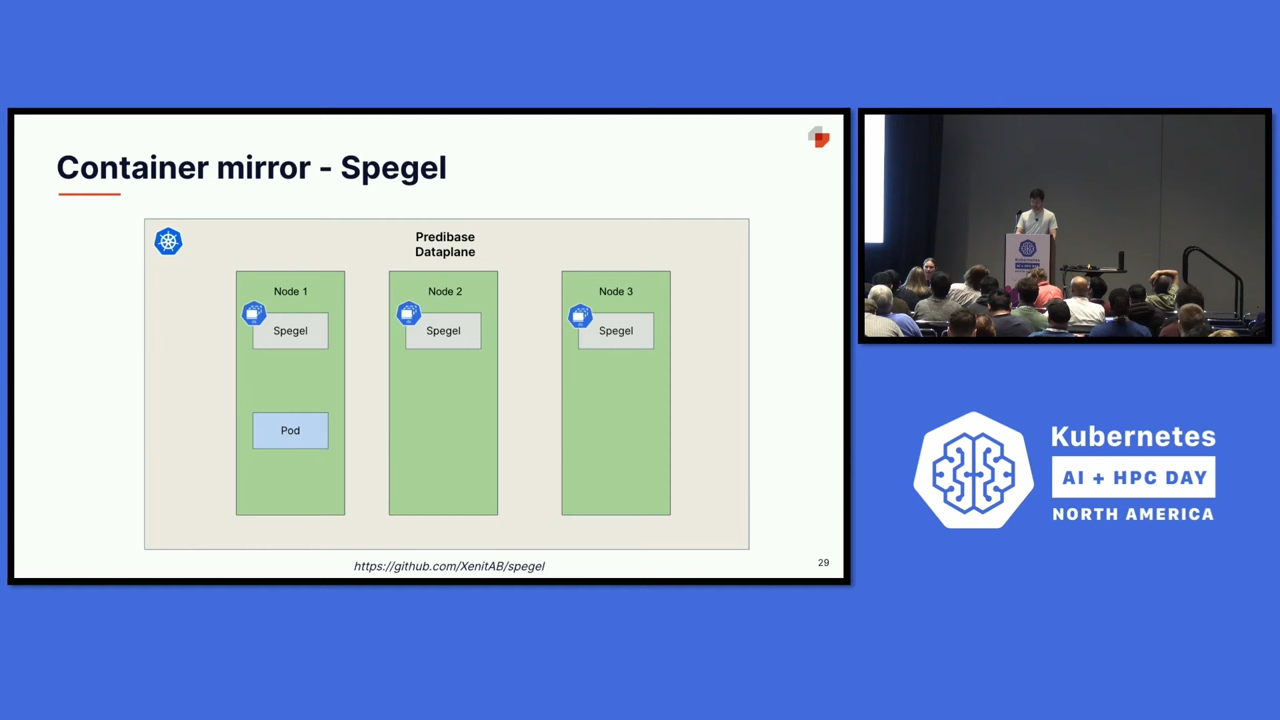 Container mirror - Spegel
Predibase
Dataplane
Node 1
Node 2
Node 3
Spegel
Spegel
Spegel
Pod
https://github.com/XenitAB/spegel
29
Kubernetes
Kubernetes
AI + HPC DAY
NORTH AMERICA